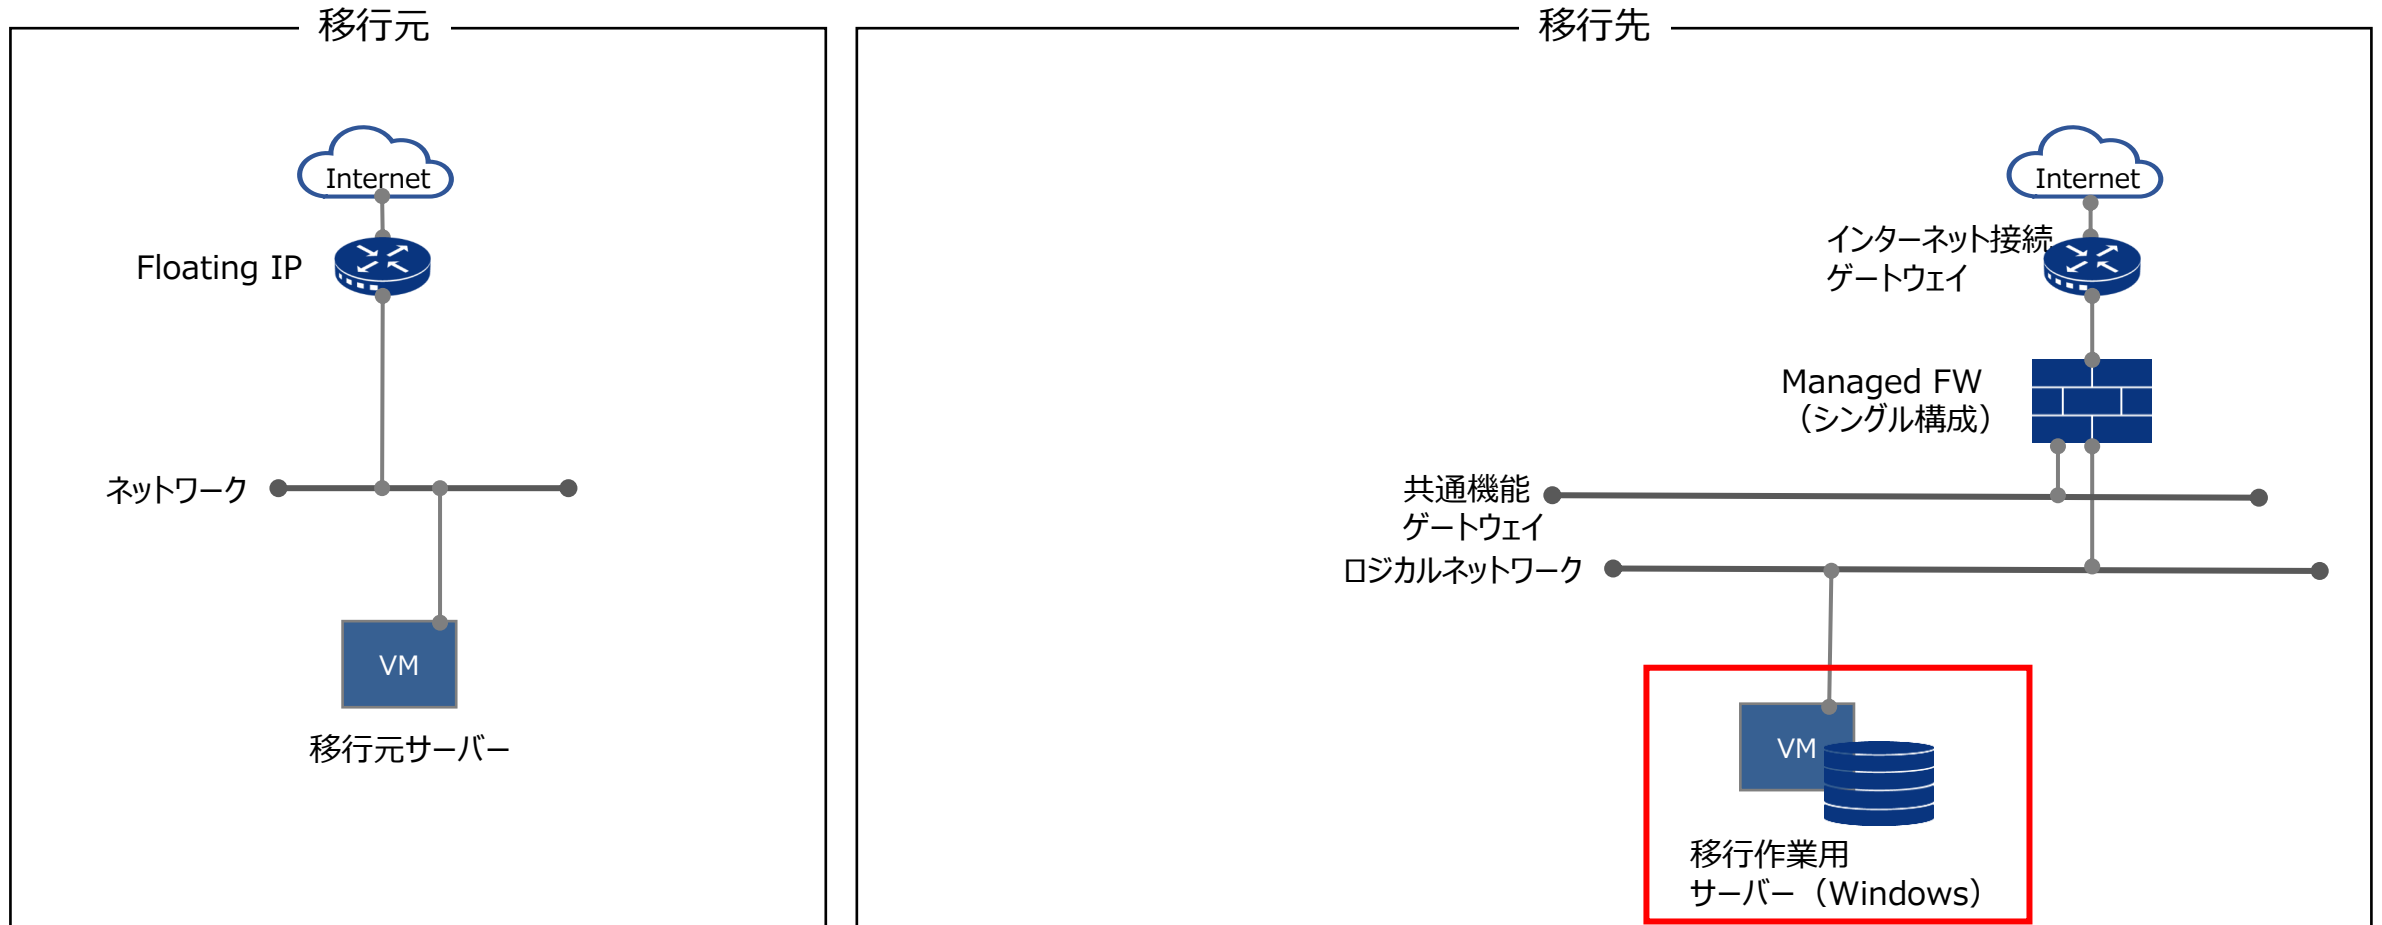 移行元
Internet
Floating IP
ネットワーク
VM
移行元サーバー
移行先
Internet
インターネット接続
ゲートウェイ
Managed FW
（シングル構成）
共通機能
ゲートウェイ
ロジカルネットワーク
VM
移行作業用
サーバー（Windows）